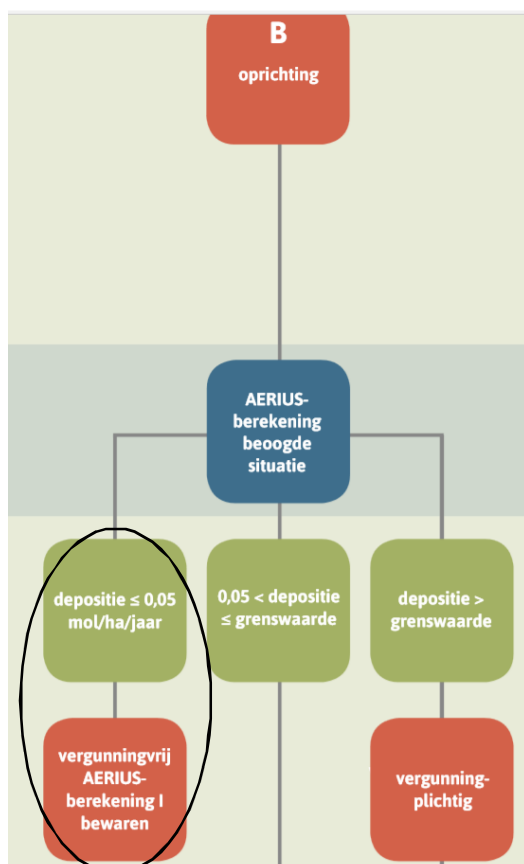 B
oprichting
AERIUS-
berekening
beoogde
situatie
depositie ≤ 0,05
mol/ha/jaar
0,05 < depositie
≤ grenswaarde
depositie >
grenswaarde
vergunningvrij
AERIUS-
berekening I
bewaren
vergunning-
plichtig